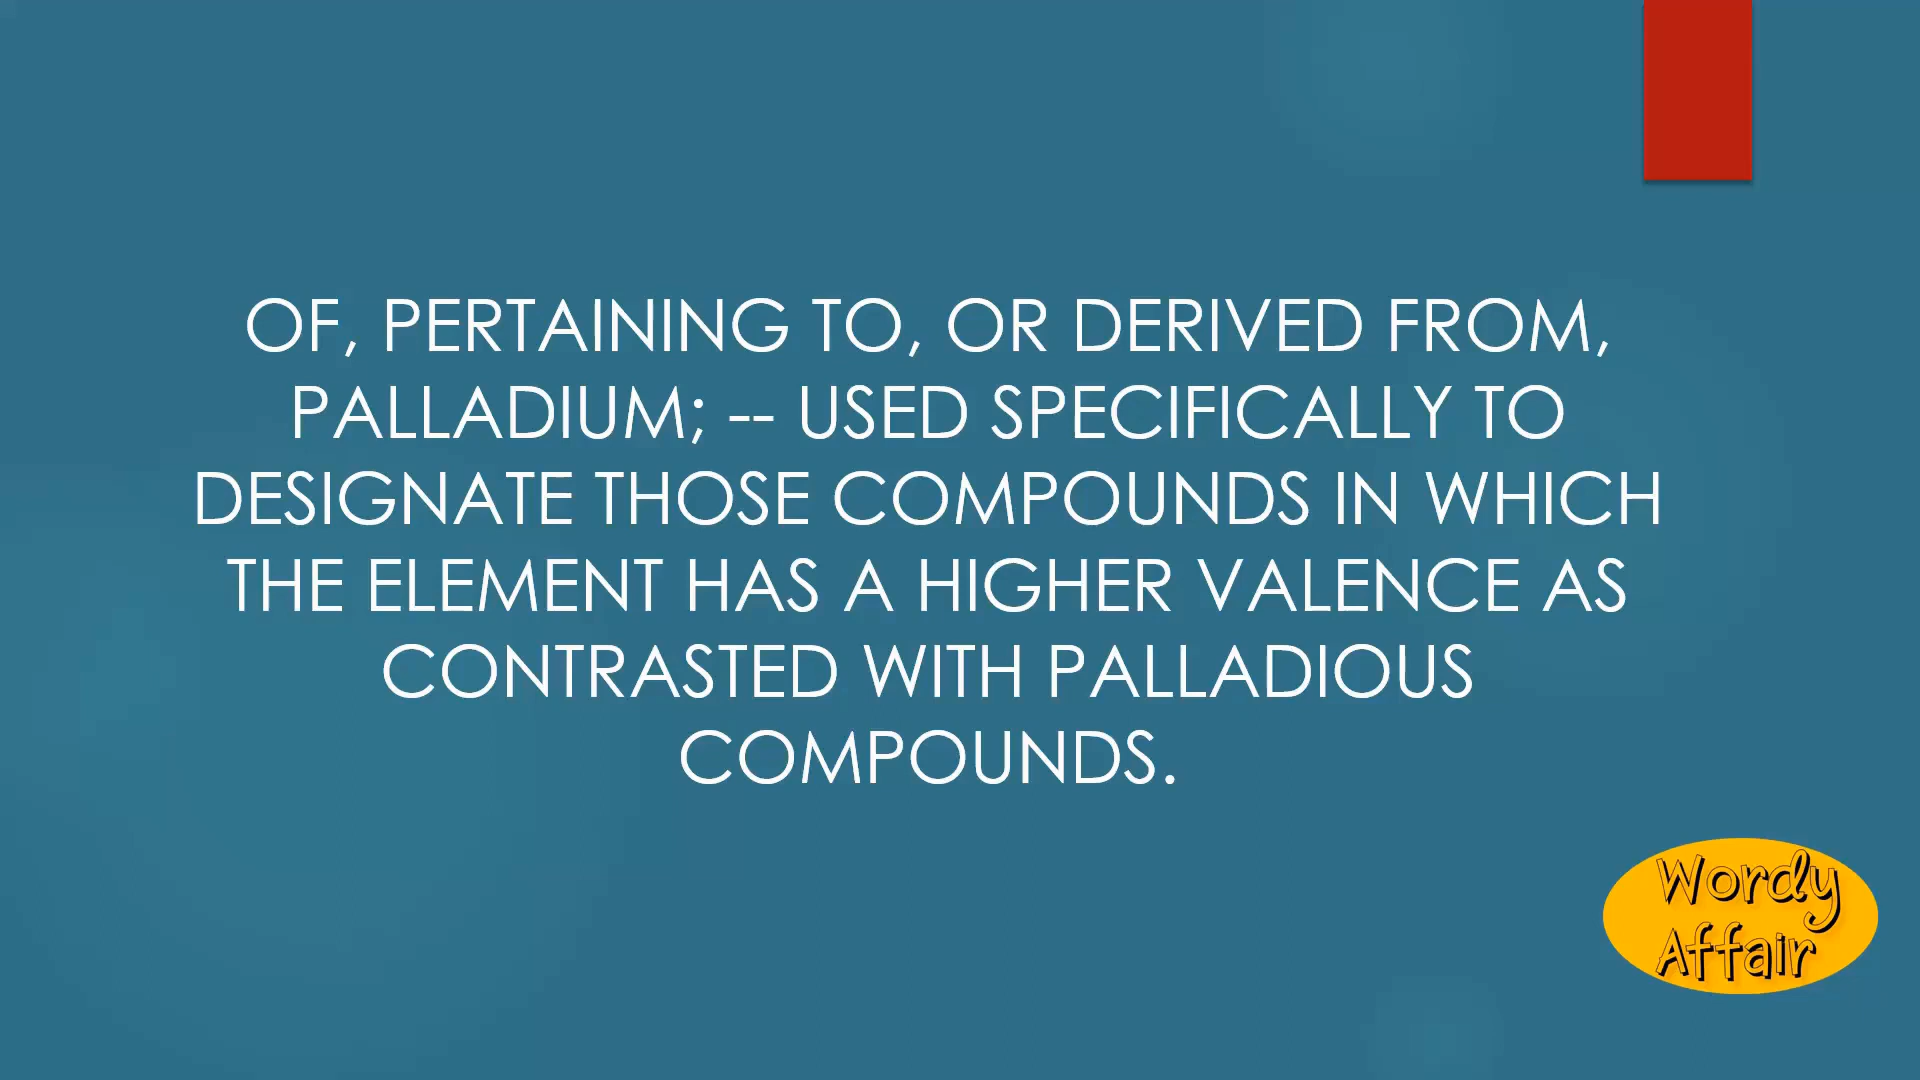 OF, PERTAINING TO, OR DERIVED FROM,
PALLADIUM; -- USED SPECIFICALLY TO
DESIGNATE THOSE COMPOUNDS IN WHICH
THE ELEMENT HAS A HIGHER VALENCE AS
CONTRASTED WITH PALLADIOUS
COMPOUNDS.
Wordy
Affair